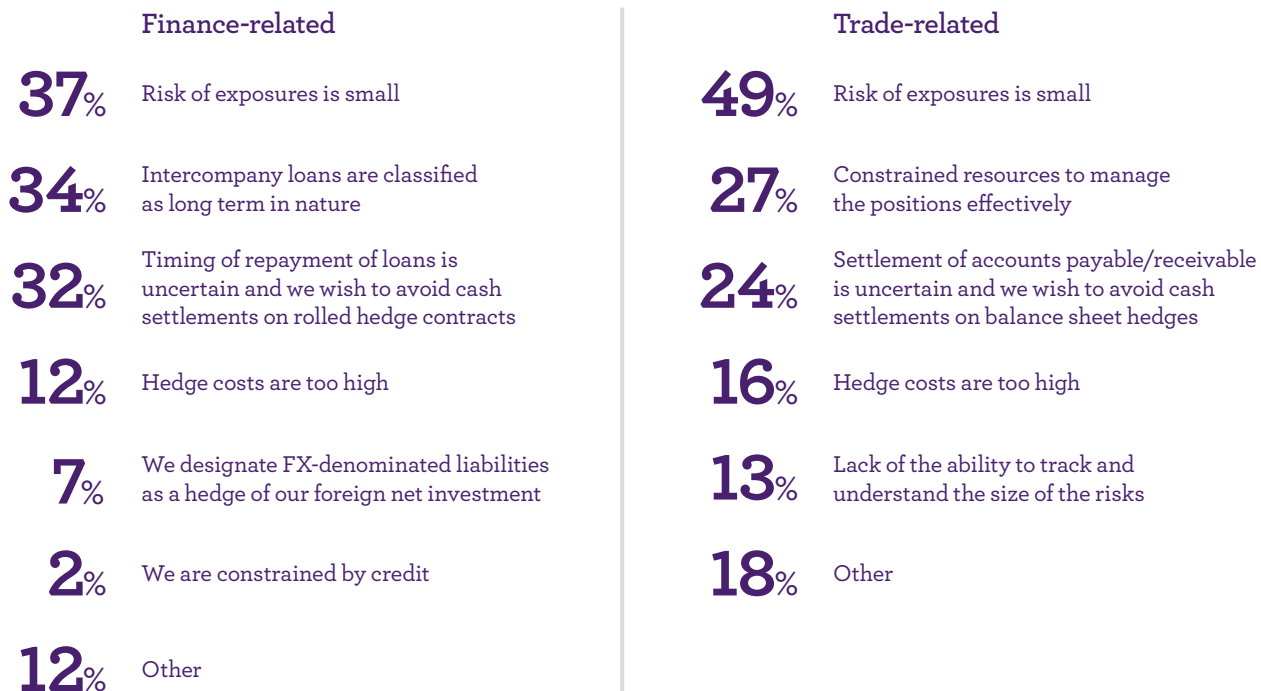 Finance-related
37% Risk of exposures is small
34% Intercompany loans are classified
as long term in nature
32% Timing of repayment of loans is
uncertain and we wish to avoid cash
settlements on rolled hedge contracts
12% Hedge costs are too high
7% We designate FX-denominated liabilities
as a hedge of our foreign net investment
2% We are constrained by credit
12% Other
Trade-related
49% Risk of exposures is small
27% Constrained resources to manage
the positions effectively
24% Settlement of accounts payable/receivable
is uncertain and we wish to avoid cash
settlements on balance sheet hedges
16% Hedge costs are too high
13% Lack of the ability to track and
understand the size of the risks
18% Other